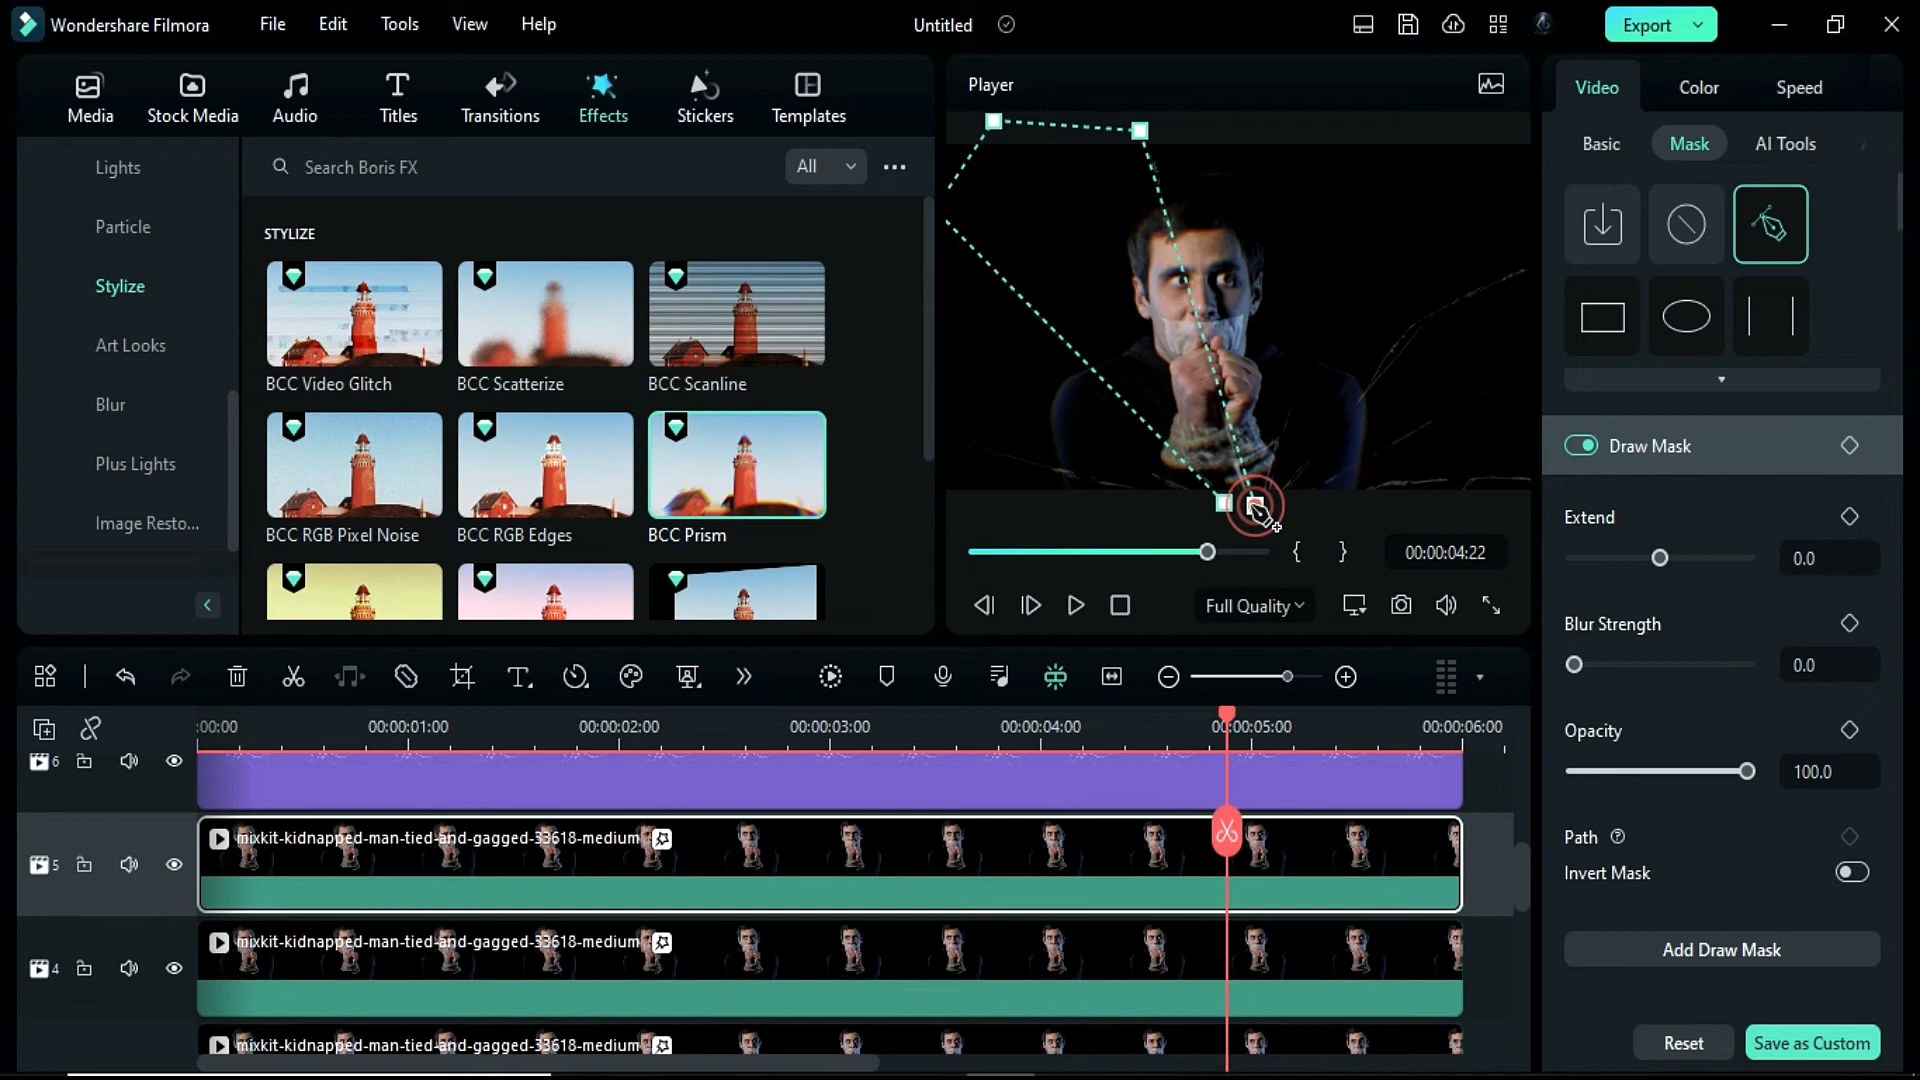 Wondershare Filmora
File
Edit
Tools
View
Help
Untitled
Export
Media
Stock Media
Audio
Titles
Transitions
Effects
Stickers
Templates
Player
Video
Color
Speed
Lights
Particle
Stylize
Art Looks
Blur
Plus Lights
Image Resto...
Search Boris FX
All
STYLIZE
BCC Video Glitch
BCC Scatterize
BCC Scanline
BCC RGB Pixel Noise
BCC RGB Edges
BCC Prism
00:00:04:22
Full Quality
Basic
Mask
AI Tools
Draw Mask
Extend
0.0
Blur Strength
0.0
Opacity
100.0
Path
Invert Mask
Add Draw Mask
Reset
Save as Custom
:00:00
00:00:01:00
00:00:02:00
00:00:03:00
00:00:04:00
00:00:05:00
00:00:06:00
6
5
mixkit-kidnapped-man-tied-and-gagged-33618-medium
4
mixkit-kidnapped-man-tied-and-gagged-33618-medium
mixkit-kidnapped-man-tied-and-gagged-33618-medium